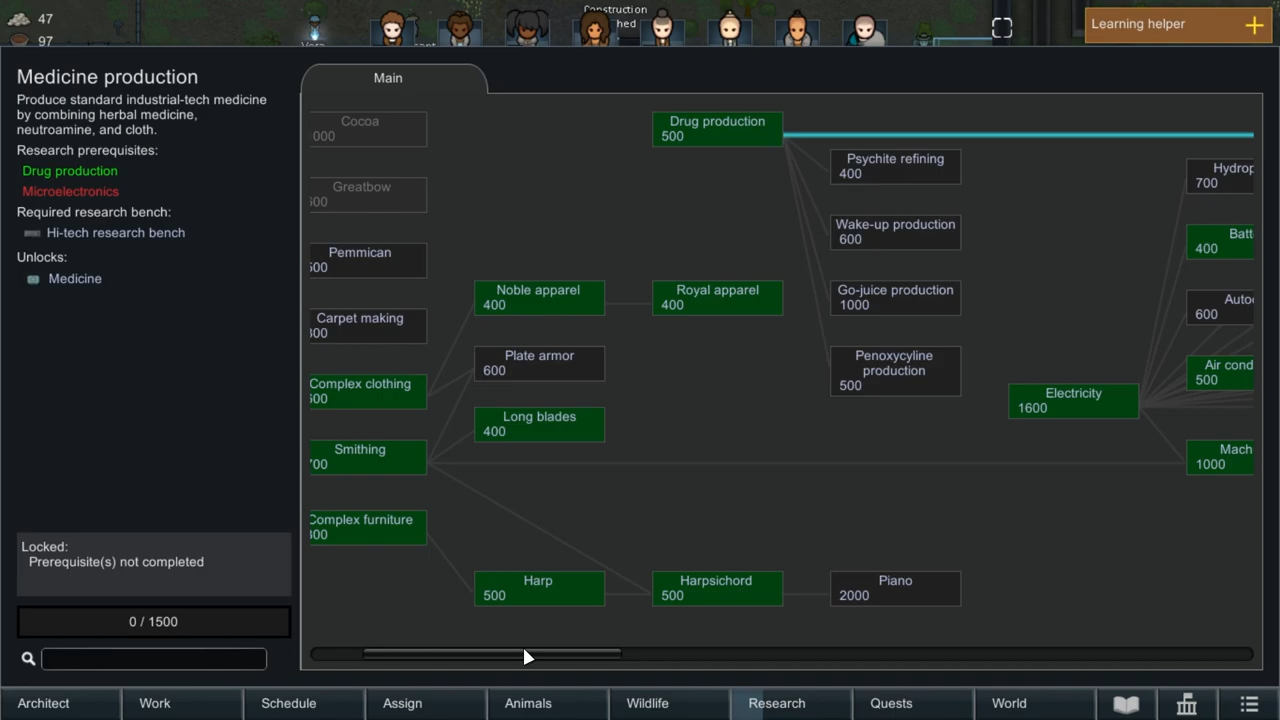 47
97
Construction
hed
Vera
Learning helper
Medicine production
Produce standard industrial-tech medicine
by combining herbal medicine,
neutroamine, and cloth.
Research prerequisites:
Drug production
Microelectronics
Required research bench:
Hi-tech research bench
Unlocks:
Medicine
Locked:
Prerequisite(s) not completed
0 / 1500
Main
Cocoa
000
Greatbow
600
Pemmican
500
Carpet making
800
Complex clothing
600
Smithing
700
Complex furniture
300
Noble apparel
400
Plate armor
600
Long blades
400
Harp
500
Drug production
500
Royal apparel
400
Harpsichord
500
Psychite refining
400
Wake-up production
600
Go-juice production
1000
Penoxycyline
production
500
Piano
2000
Electricity
1600
Hydrop
700
Batt
400
Autod
600
Air cond
500
Mach
1000
Architect
Work
Schedule
Assign
Animals
Wildlife
Research
Quests
World